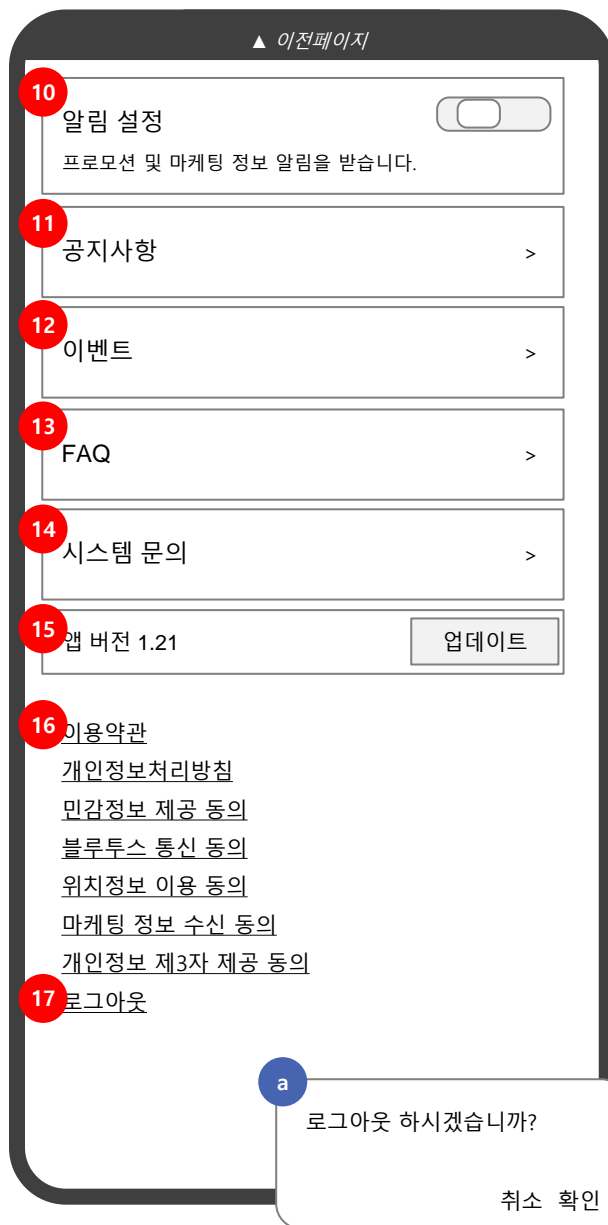 ▲ 이전페이지
10
알림 설정
프로모션 및 마케팅 정보 알림을 받습니다.
11
공지사항 >
12
이벤트 >
13
FAQ >
14
시스템 문의 >
15
앱 버전 1.21 업데이트
16
이용약관
개인정보처리방침
민감정보 제공 동의
블루투스 통신 동의
위치정보 이용 동의
마케팅 정보 수신 동의
개인정보 제3자 제공 동의
17 로그아웃
a
로그아웃 하시겠습니까?
취소 확인